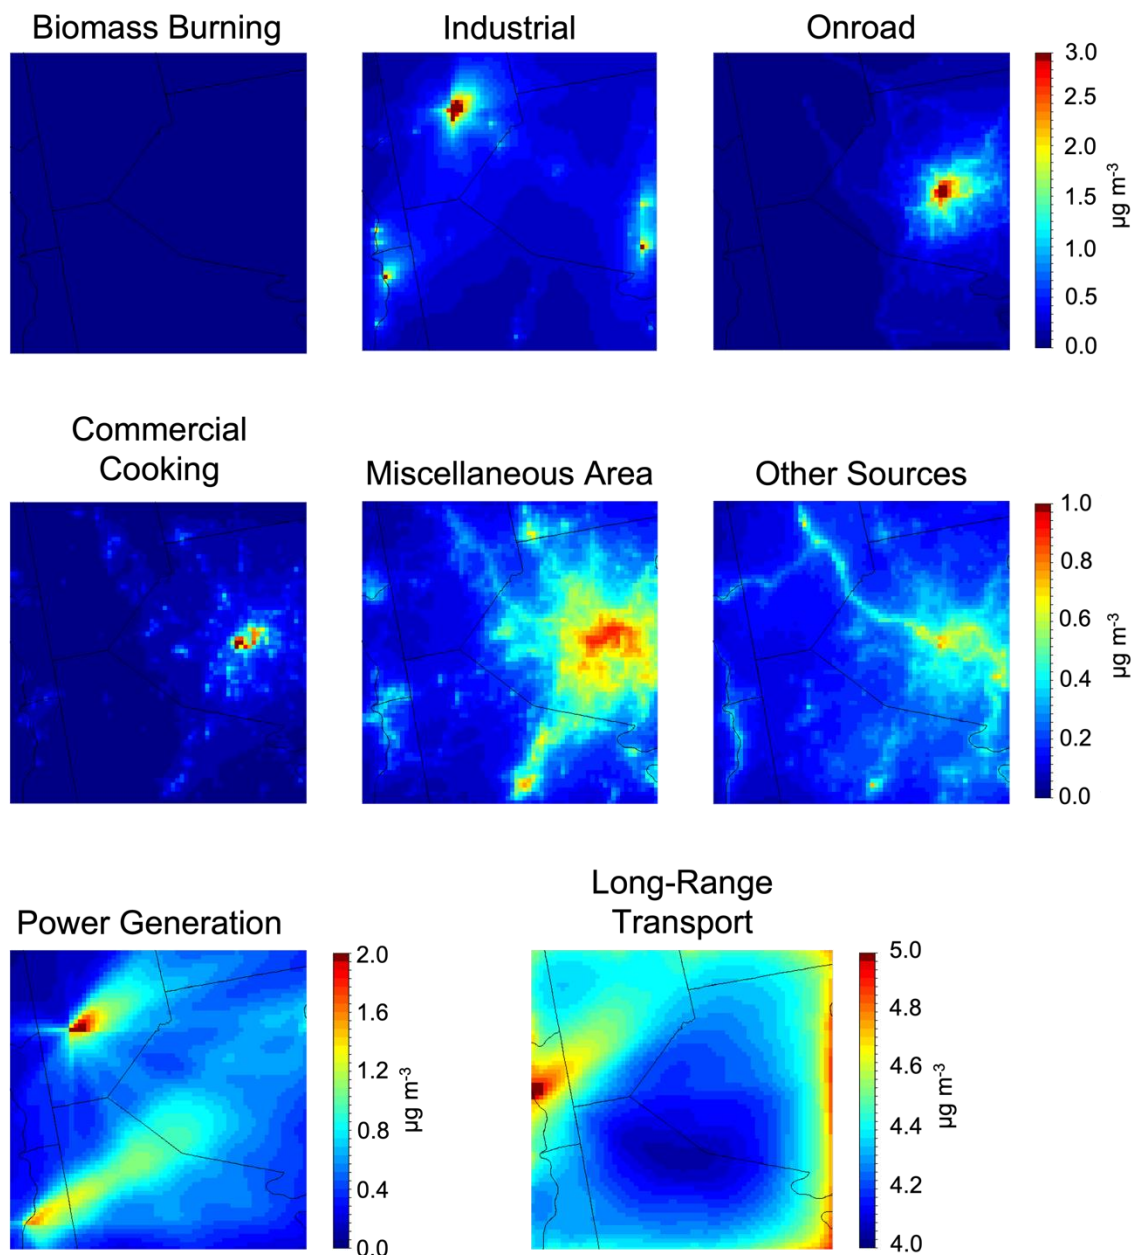 Biomass Burning
Industrial
Onroad
3.0
2.5
2.0
1.5
1.0
0.5
0.0
µg m-3
Commercial
Cooking
Miscellaneous Area
Other Sources
1.0
0.8
0.6
0.4
0.2
0.0
µg m-3
Power Generation
2.0
1.6
1.2
0.8
0.4
0.0
µg m-3
Long-Range
Transport
5.0
4.8
4.6
4.4
4.2
4.0
µg m-3